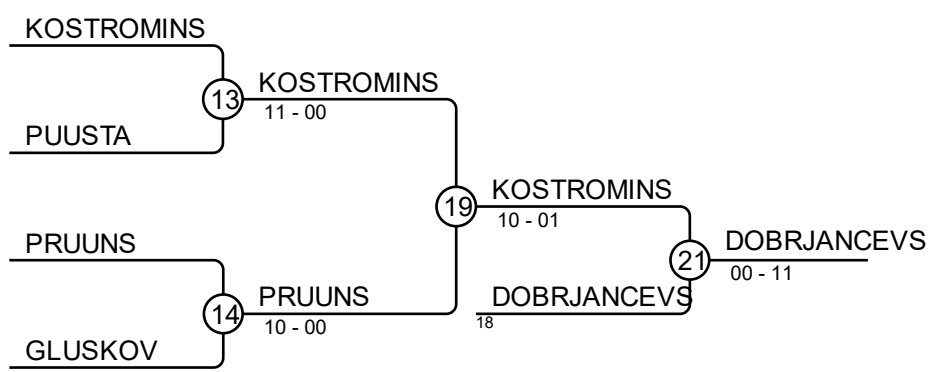 KOSTROMINS
KOSTROMINS
13
11 - 00
PUUSTA
KOSTROMINS
19
10 - 01
PRUUNS
DOBRJANCEVS
21
00 - 11
PRUUNS
DOBRJANCEVS
14
10 - 00
18
GLUSKOV